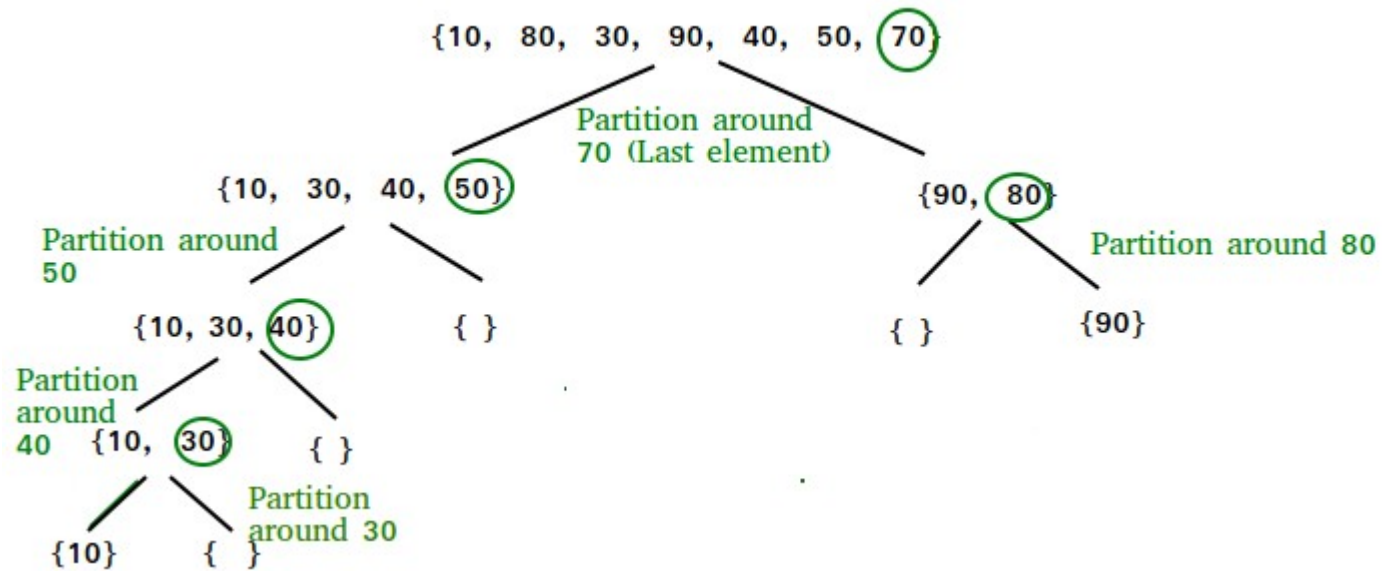 {10, 80, 30, 90, 40, 50, 70}
Partition around
70 (Last element)
{10, 30, 40, 50}
{90, 80}
Partition around
50
Partition around 80
{10, 30, 40}
{ }
{ }
{90}
Partition
around
40
{10, 30}
{ }
Partition
around 30
{10}
{ }